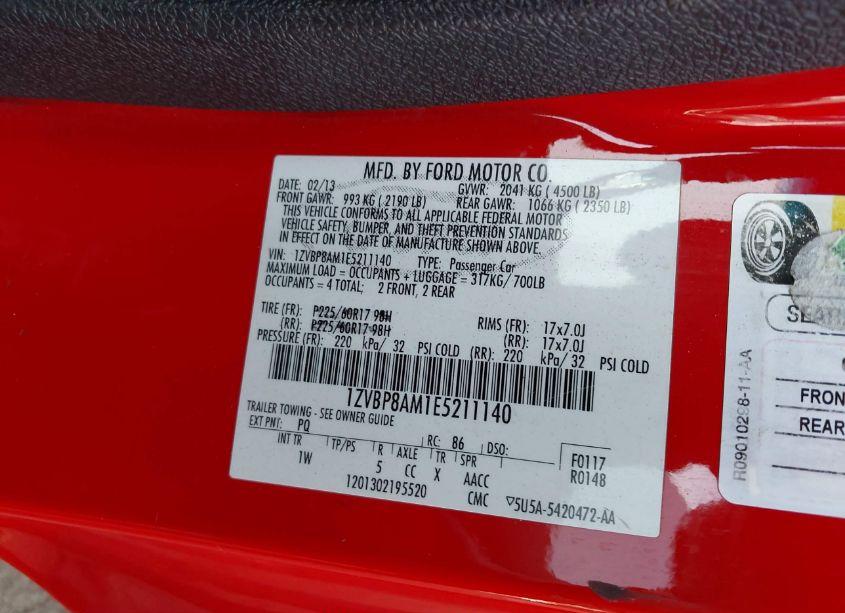 MFD. BY FORD MOTOR CO.
DATE: 02/13 GVWR: 2041 KG ( 4500 LB)
FRONT GAWR: 993 KG ( 2190 LB) REAR GAWR: 1066 KG ( 2350 LB)
THIS VEHICLE CONFORMS TO ALL APPLICABLE FEDERAL MOTOR
VEHICLE SAFETY, BUMPER, AND THEFT PREVENTION STANDARDS
IN EFFECT ON THE DATE OF MANUFACTURE SHOWN ABOVE.
VIN: 1ZVBP8AM1E5211140 TYPE: Passenger Car
MAXIMUM LOAD = OCCUPANTS + LUGGAGE = 317KG/ 700LB
OCCUPANTS = 4 TOTAL; 2 FRONT, 2 REAR
TIRE (FR): P225/60R17 98H RIMS (FR): 17x7.0J
(RR): P225/60R17 98H (RR): 17x7.0J
PRESSURE (FR): 220 kPa/ 32 PSI COLD (RR): 220 kPa/ 32 PSI COLD
1ZVBP8AM1E5211140
TRAILER TOWING - SEE OWNER GUIDE
EXT PNT: PQ RC: 86 DSO:
INT TR TP/PS R AXLE TR SPR F0117
1W 5 CC X AACC R0148
1201302195520 CMC ▽5U5A-5420472-AA
R09010298-11-AA
FRON
REAR